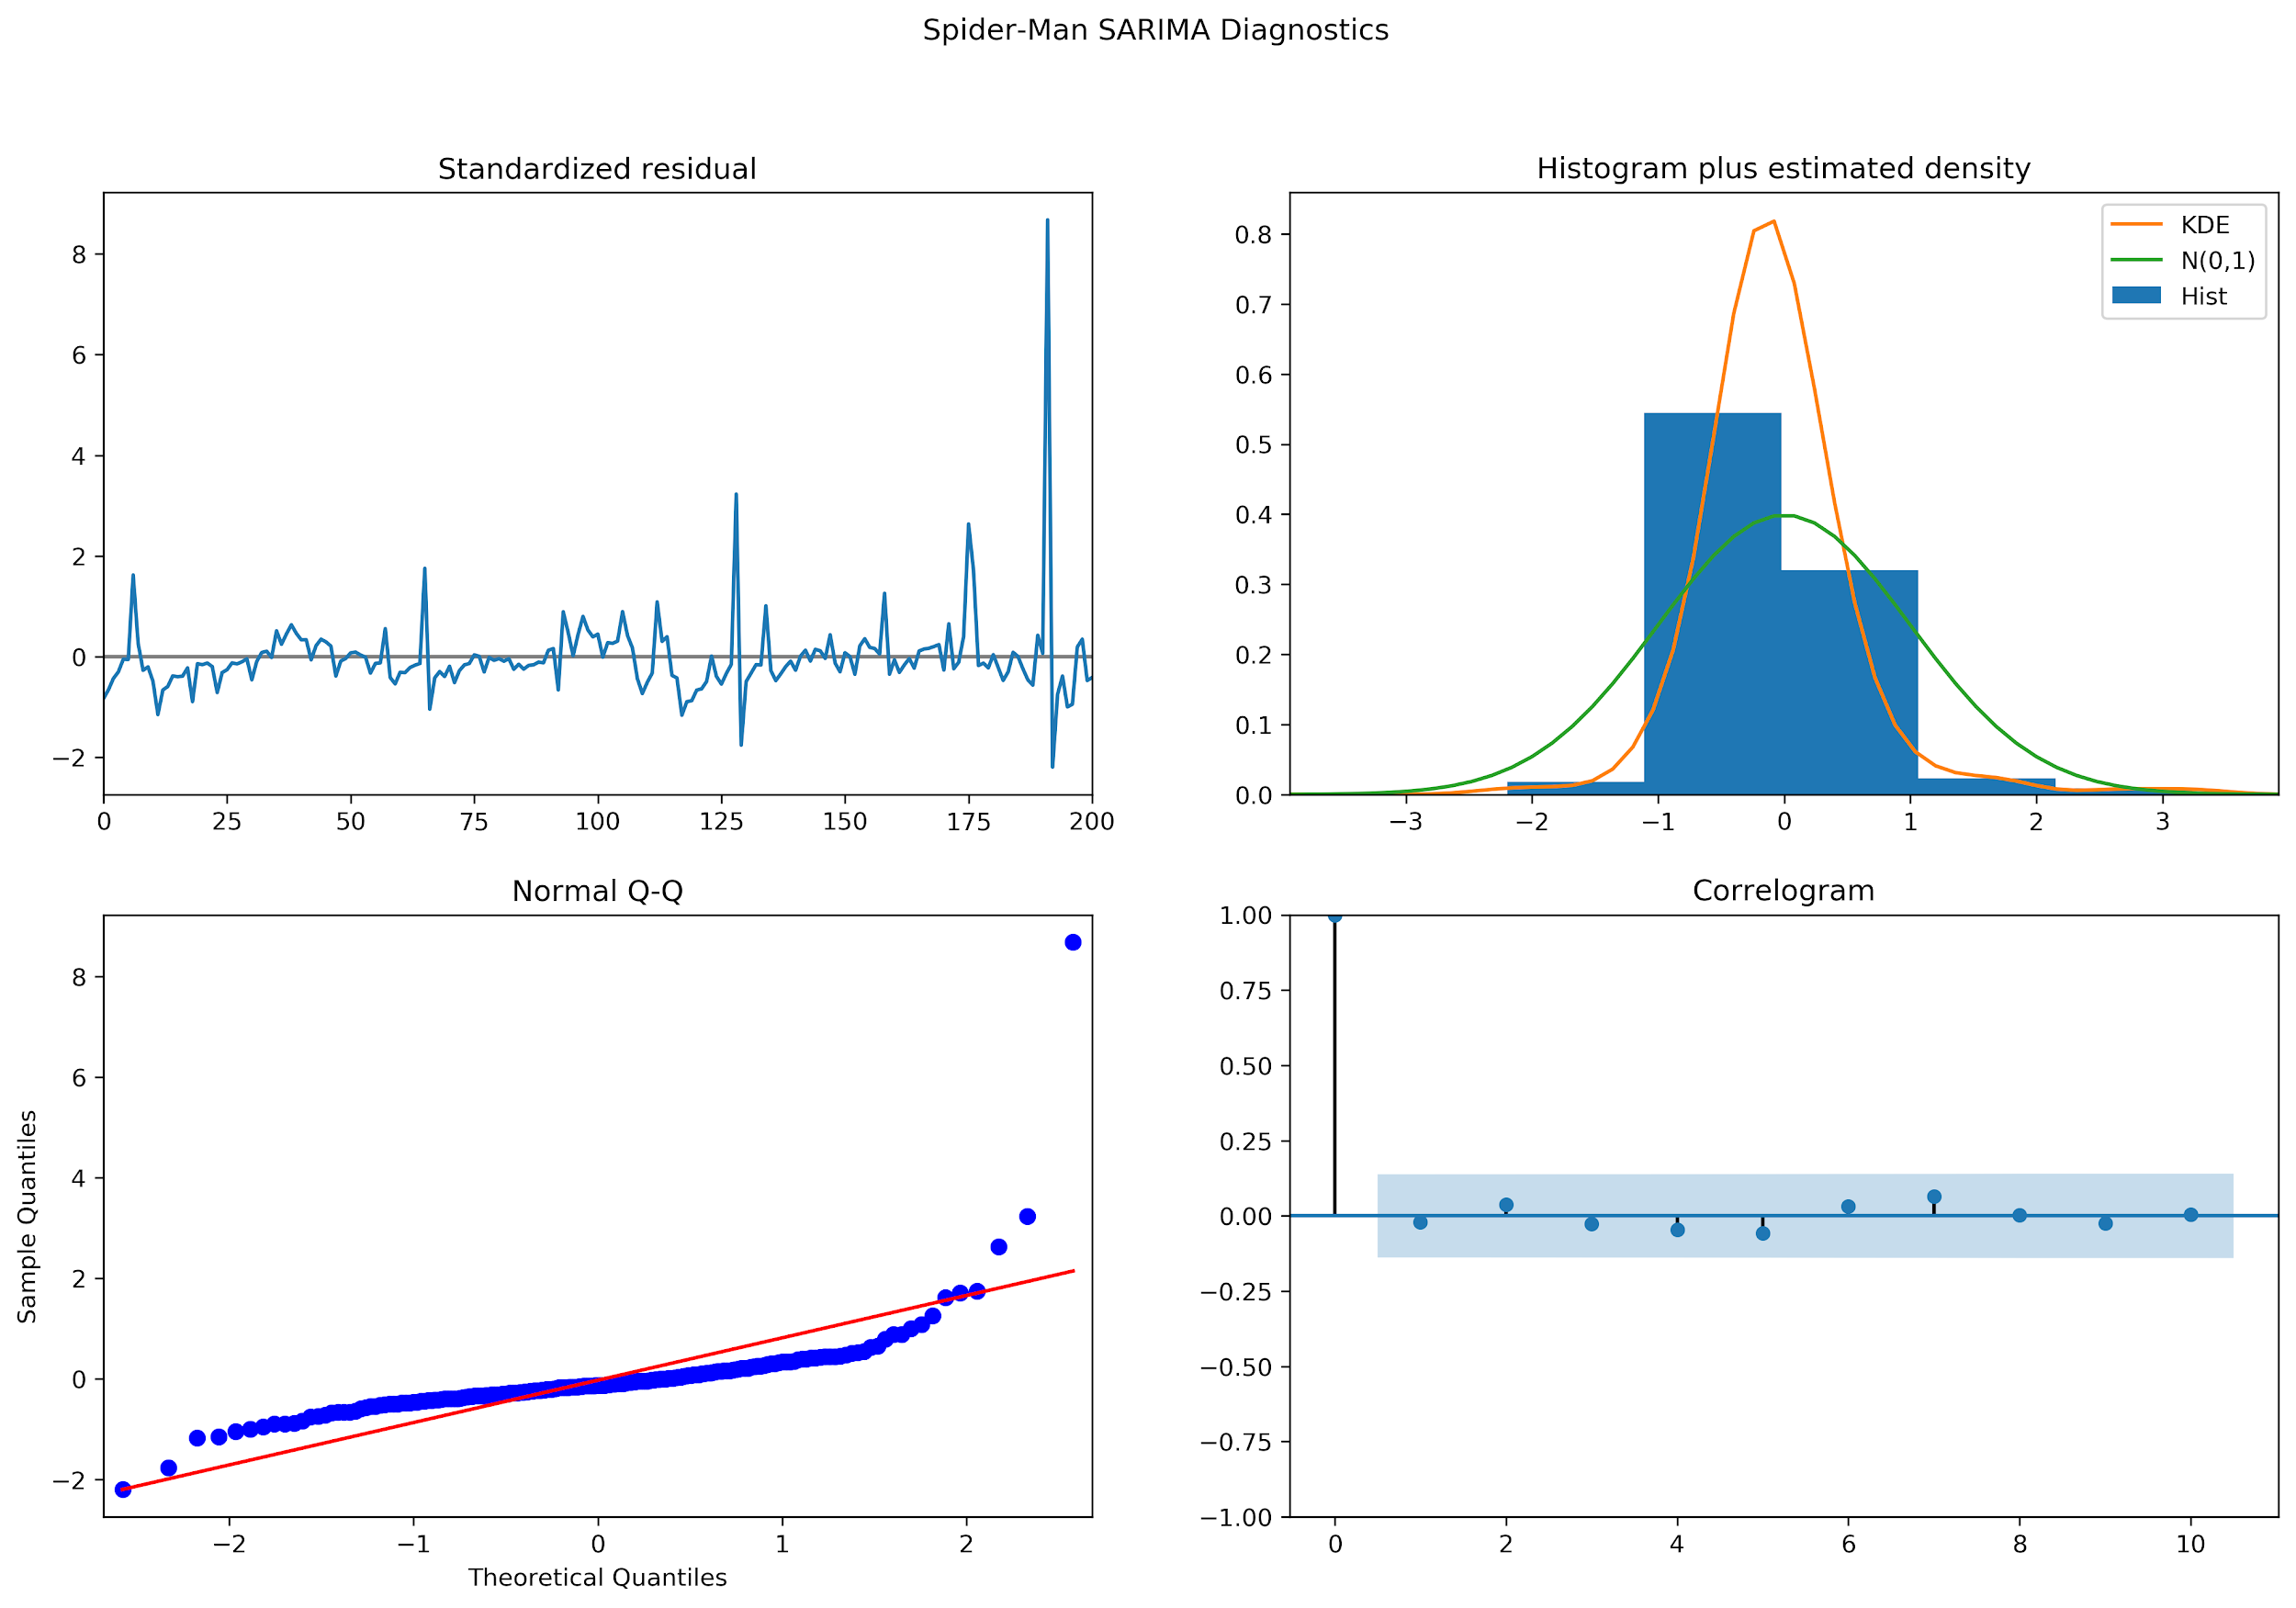 Spider-Man SARIMA Diagnostics
Standardized residual
8
6
4
2
0
−2
0 25 50 75 100 125 150 175 200
Histogram plus estimated density
KDE
N(0,1)
Hist
0.8
0.7
0.6
0.5
0.4
0.3
0.2
0.1
0.0
−3 −2 −1 0 1 2 3
Normal Q-Q
Sample Quantiles
8
6
4
2
0
−2
−2 −1 0 1 2
Theoretical Quantiles
Correlogram
1.00
0.75
0.50
0.25
0.00
−0.25
−0.50
−0.75
−1.00
0 2 4 6 8 10